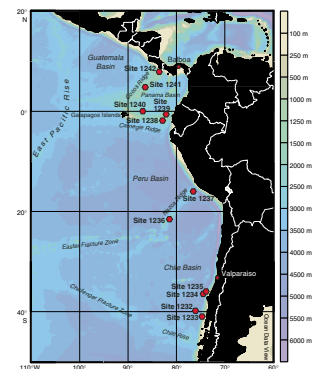 20°
N
Guatemala
Basin
Balboa
Site 1242
Site 1241
Cocos Ridge
Panama Basin
Site 1240
Site
1239
0°
Galapagos Islands
Site 1238
Carnegie Ridge
East Pacific Rise
Peru Basin
Nazca Ridge
Site 1237
20°
Site 1236
Easter Fracture Zone
Chile Basin
Valparaiso
Site 1235
Site 1234
Challenger Fracture Zone
Site 1232
40°
Site 1233
Chile Rise
Ocean Data View
60°
S
110°W
100°
80°
70°
60°
100 m
250 m
500 m
1000 m
1500 m
2000 m
2500 m
3000 m
3500 m
4000 m
4500 m
5000 m
5500 m
6000 m